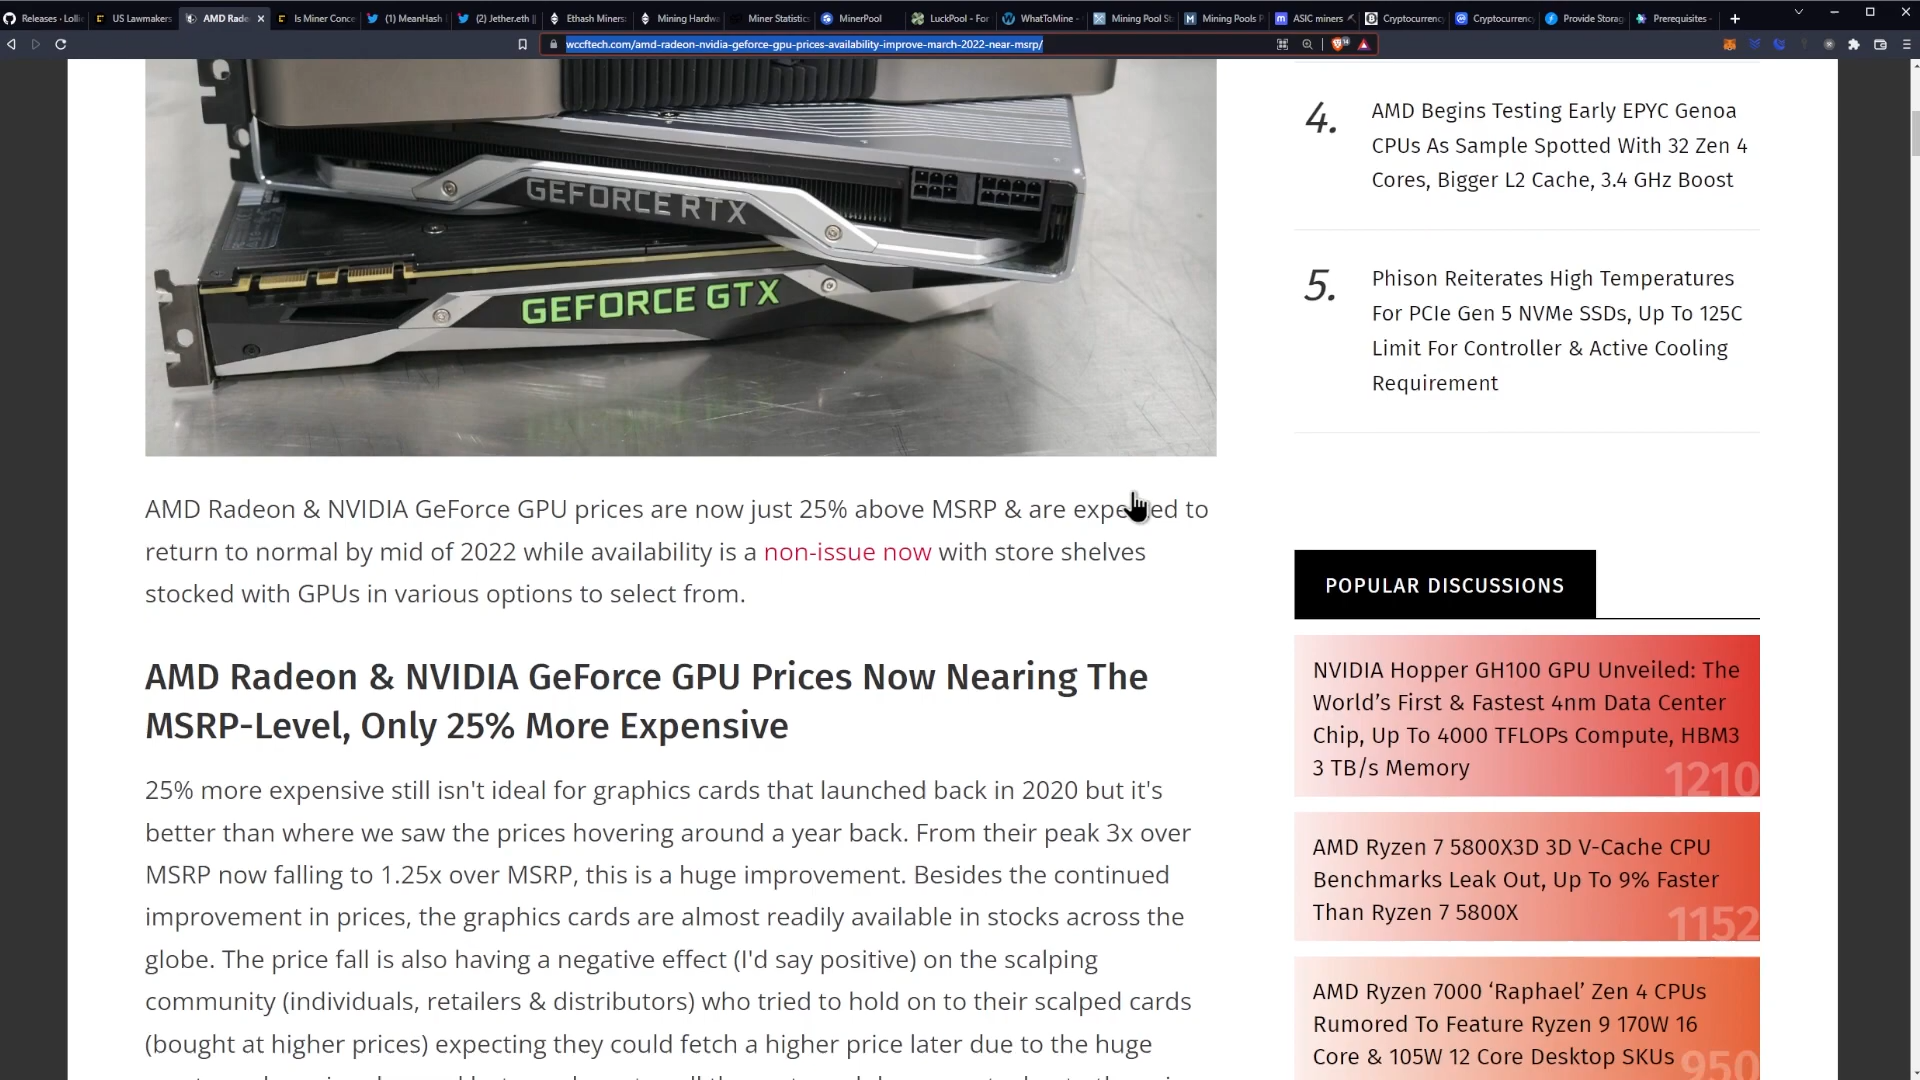 Releases · Lollie
US Lawmakers
AMD Rade
Is Miner Conce
(1) MeanHash
(2) Jether.eth
Ethash Miners
Mining Hardwa
Miner Statistic
MinerPool
LuckPool - For
WhatToMine -
Mining Pool St
Mining Pools
ASIC miners
Cryptocurrenc
Cryptocurrenc
Provide Storag
Prerequisites -
wccftech.com/amd-radeon-nvidia-geforce-gpu-prices-availability-improve-march-2022-near-msrp/
GEFORCE RTX
GEFORCE GTX
AMD Radeon & NVIDIA GeForce GPU prices are now just 25% above MSRP & are expected to
return to normal by mid of 2022 while availability is a non-issue now with store shelves
stocked with GPUs in various options to select from.
AMD Radeon & NVIDIA GeForce GPU Prices Now Nearing The
MSRP-Level, Only 25% More Expensive
25% more expensive still isn't ideal for graphics cards that launched back in 2020 but it's
better than where we saw the prices hovering around a year back. From their peak 3x over
MSRP now falling to 1.25x over MSRP, this is a huge improvement. Besides the continued
improvement in prices, the graphics cards are almost readily available in stocks across the
globe. The price fall is also having a negative effect (I'd say positive) on the scalping
community (individuals, retailers & distributors) who tried to hold on to their scalped cards
(bought at higher prices) expecting they could fetch a higher price later due to the huge
4.
AMD Begins Testing Early EPYC Genoa
CPUs As Sample Spotted With 32 Zen 4
Cores, Bigger L2 Cache, 3.4 GHz Boost
5.
Phison Reiterates High Temperatures
For PCIe Gen 5 NVMe SSDs, Up To 125C
Limit For Controller & Active Cooling
Requirement
POPULAR DISCUSSIONS
NVIDIA Hopper GH100 GPU Unveiled: The
World’s First & Fastest 4nm Data Center
Chip, Up To 4000 TFLOPs Compute, HBM3
3 TB/s Memory
1210
AMD Ryzen 7 5800X3D 3D V-Cache CPU
Benchmarks Leak Out, Up To 9% Faster
Than Ryzen 7 5800X
1152
AMD Ryzen 7000 ‘Raphael’ Zen 4 CPUs
Rumored To Feature Ryzen 9 170W 16
Core & 105W 12 Core Desktop SKUs
950